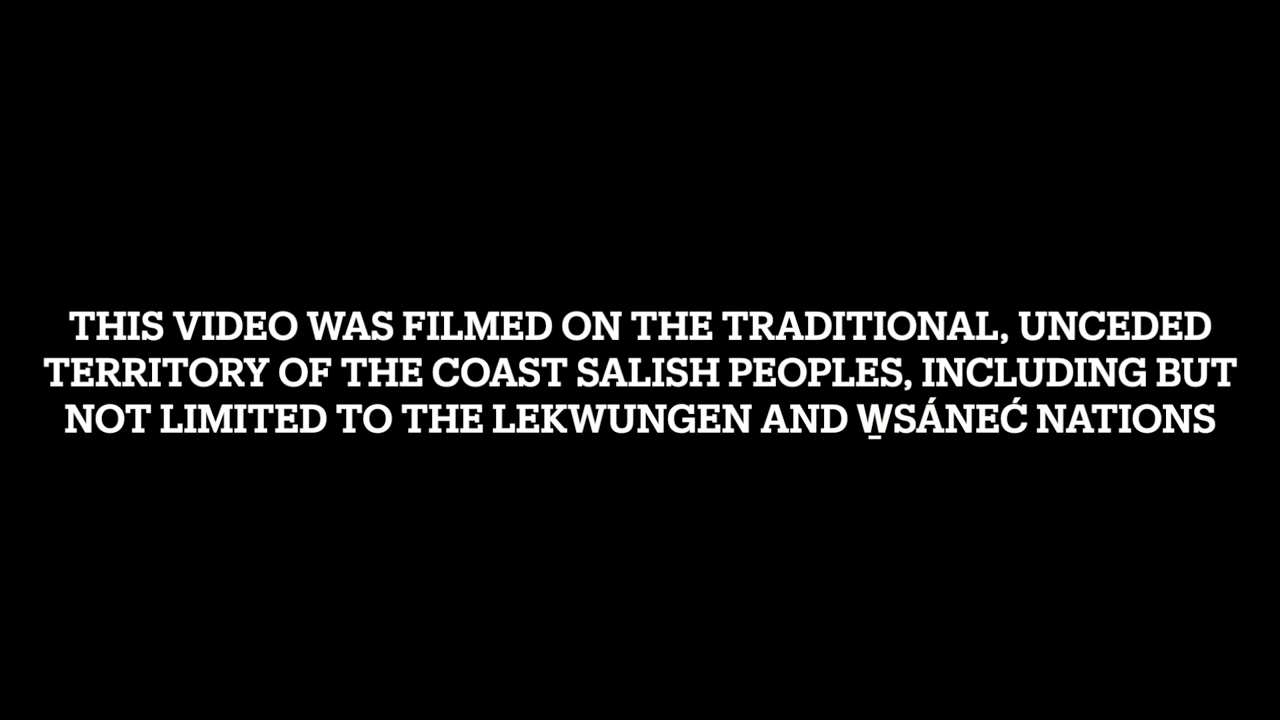 THIS VIDEO WAS FILMED ON THE TRADITIONAL, UNCEDED
TERRITORY OF THE COAST SALISH PEOPLES, INCLUDING BUT
NOT LIMITED TO THE LEKWUNGEN AND W̱SÁNEĆ NATIONS